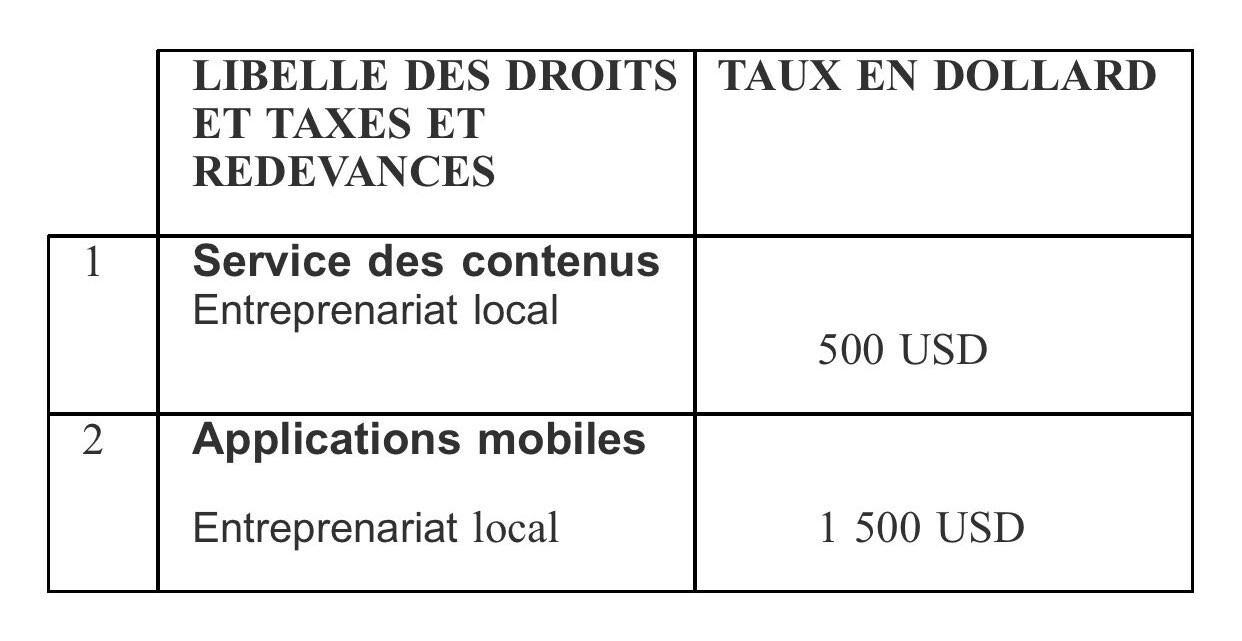 LIBELLE DES DROITS
ET TAXES ET
REDEVANCES
TAUX EN DOLLARD
1
Service des contenus
Entreprenariat local
500 USD
2
Applications mobiles
Entreprenariat local
1 500 USD